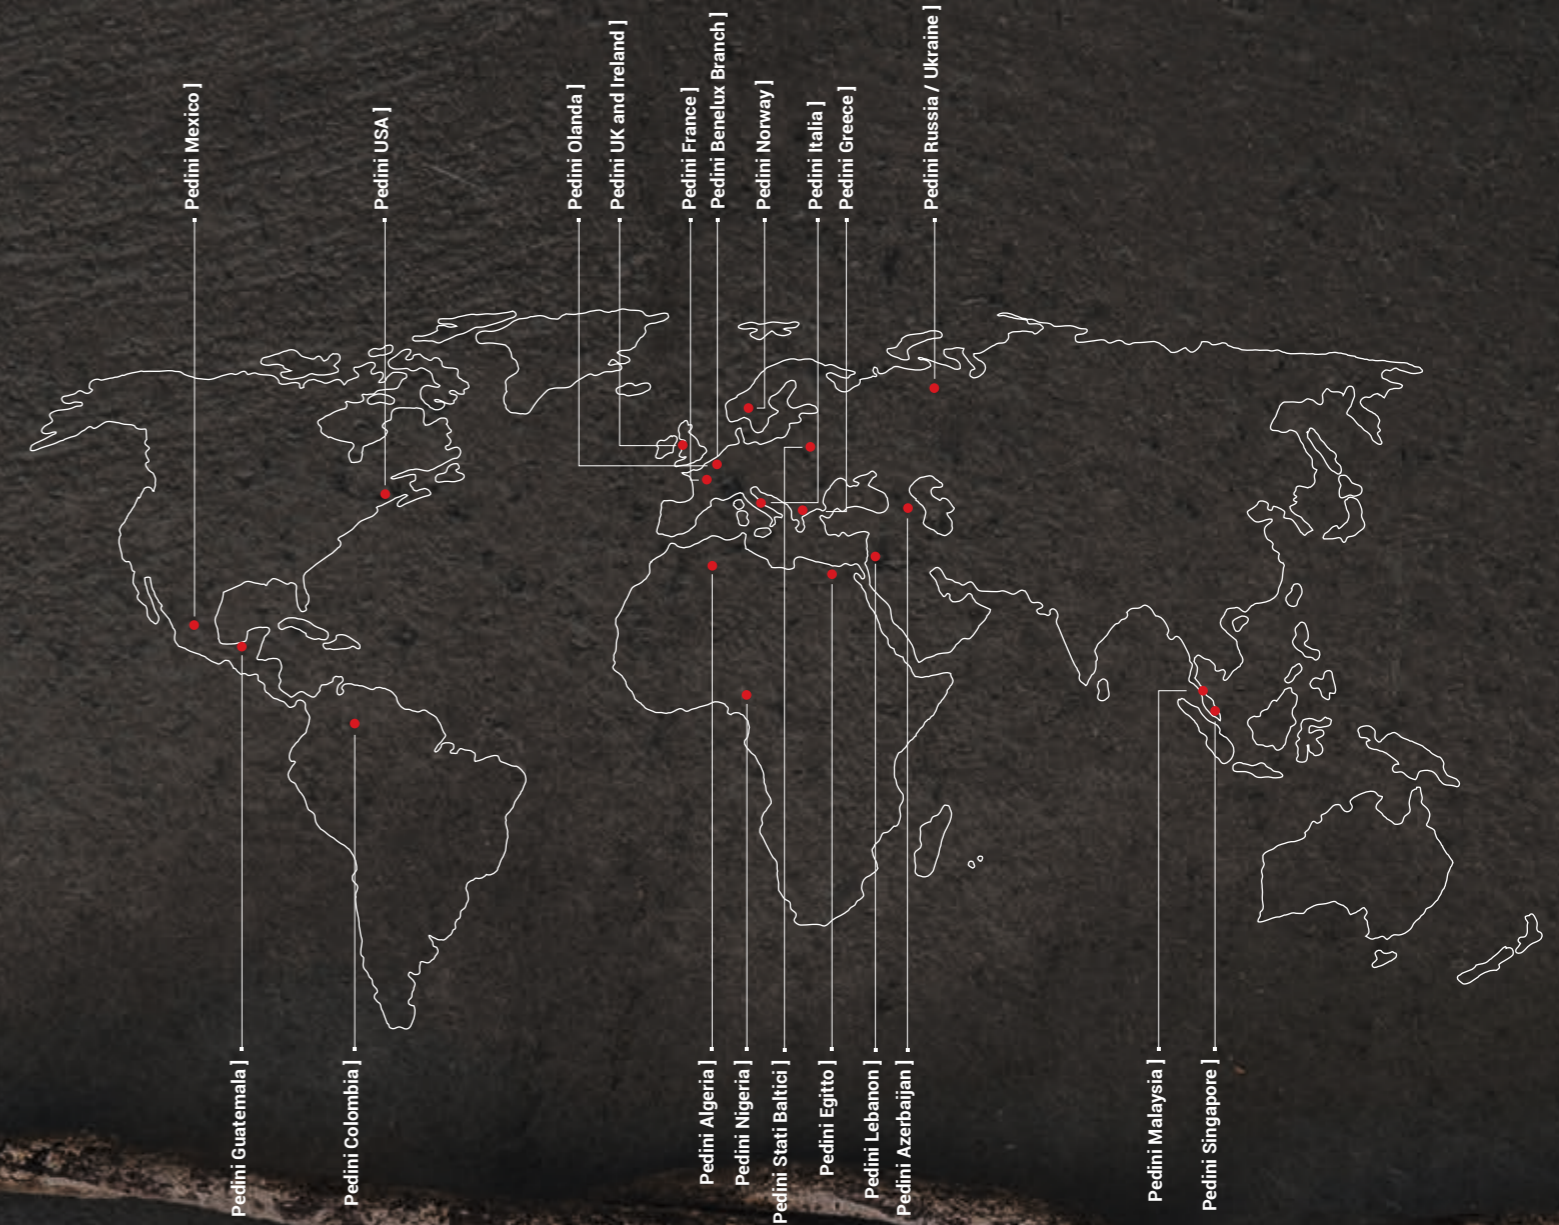 Pedini Mexico ]
Pedini USA ]
Pedini Olanda ]
Pedini UK and Ireland ]
Pedini France ]
Pedini Benelux Branch ]
Pedini Norway ]
Pedini Italia ]
Pedini Greece ]
Pedini Russia / Ukraine ]
Pedini Guatemala ]
Pedini Colombia ]
Pedini Algeria ]
Pedini Nigeria ]
Pedini Stati Baltici ]
Pedini Egitto ]
Pedini Lebanon ]
Pedini Azerbaijan ]
Pedini Malaysia ]
Pedini Singapore ]